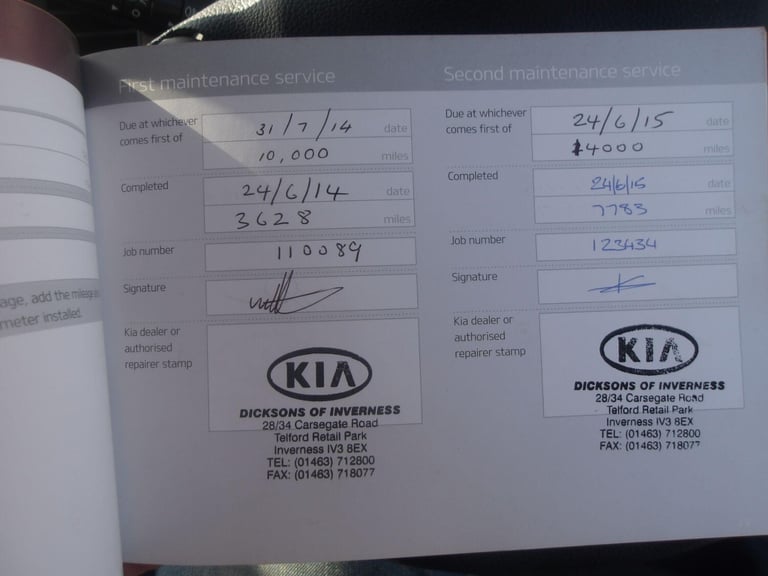 age, add the mileage
meter installed.
First maintenance service
Due at whichever
comes first of
31/7/14 date
10,000 miles
Completed
24/6/14 date
3628 miles
Job number
110089
Signature
Kia dealer or
authorised
repairer stamp
KIA
DICKSONS OF INVERNESS
28/34 Carsegate Road
Telford Retail Park
Inverness IV3 8EX
TEL: (01463) 712800
FAX: (01463) 718077
Second maintenance service
Due at whichever
comes first of
24/6/15 date
14000 miles
Completed
24/6/15 date
7783 miles
Job number
123434
Signature
Kia dealer or
authorised
repairer stamp
KIA
DICKSONS OF INVERNESS
28/34 Carsegate Road
Telford Retail Park
Inverness IV3 8EX
TEL: (01463) 712800
FAX: (01463) 718077